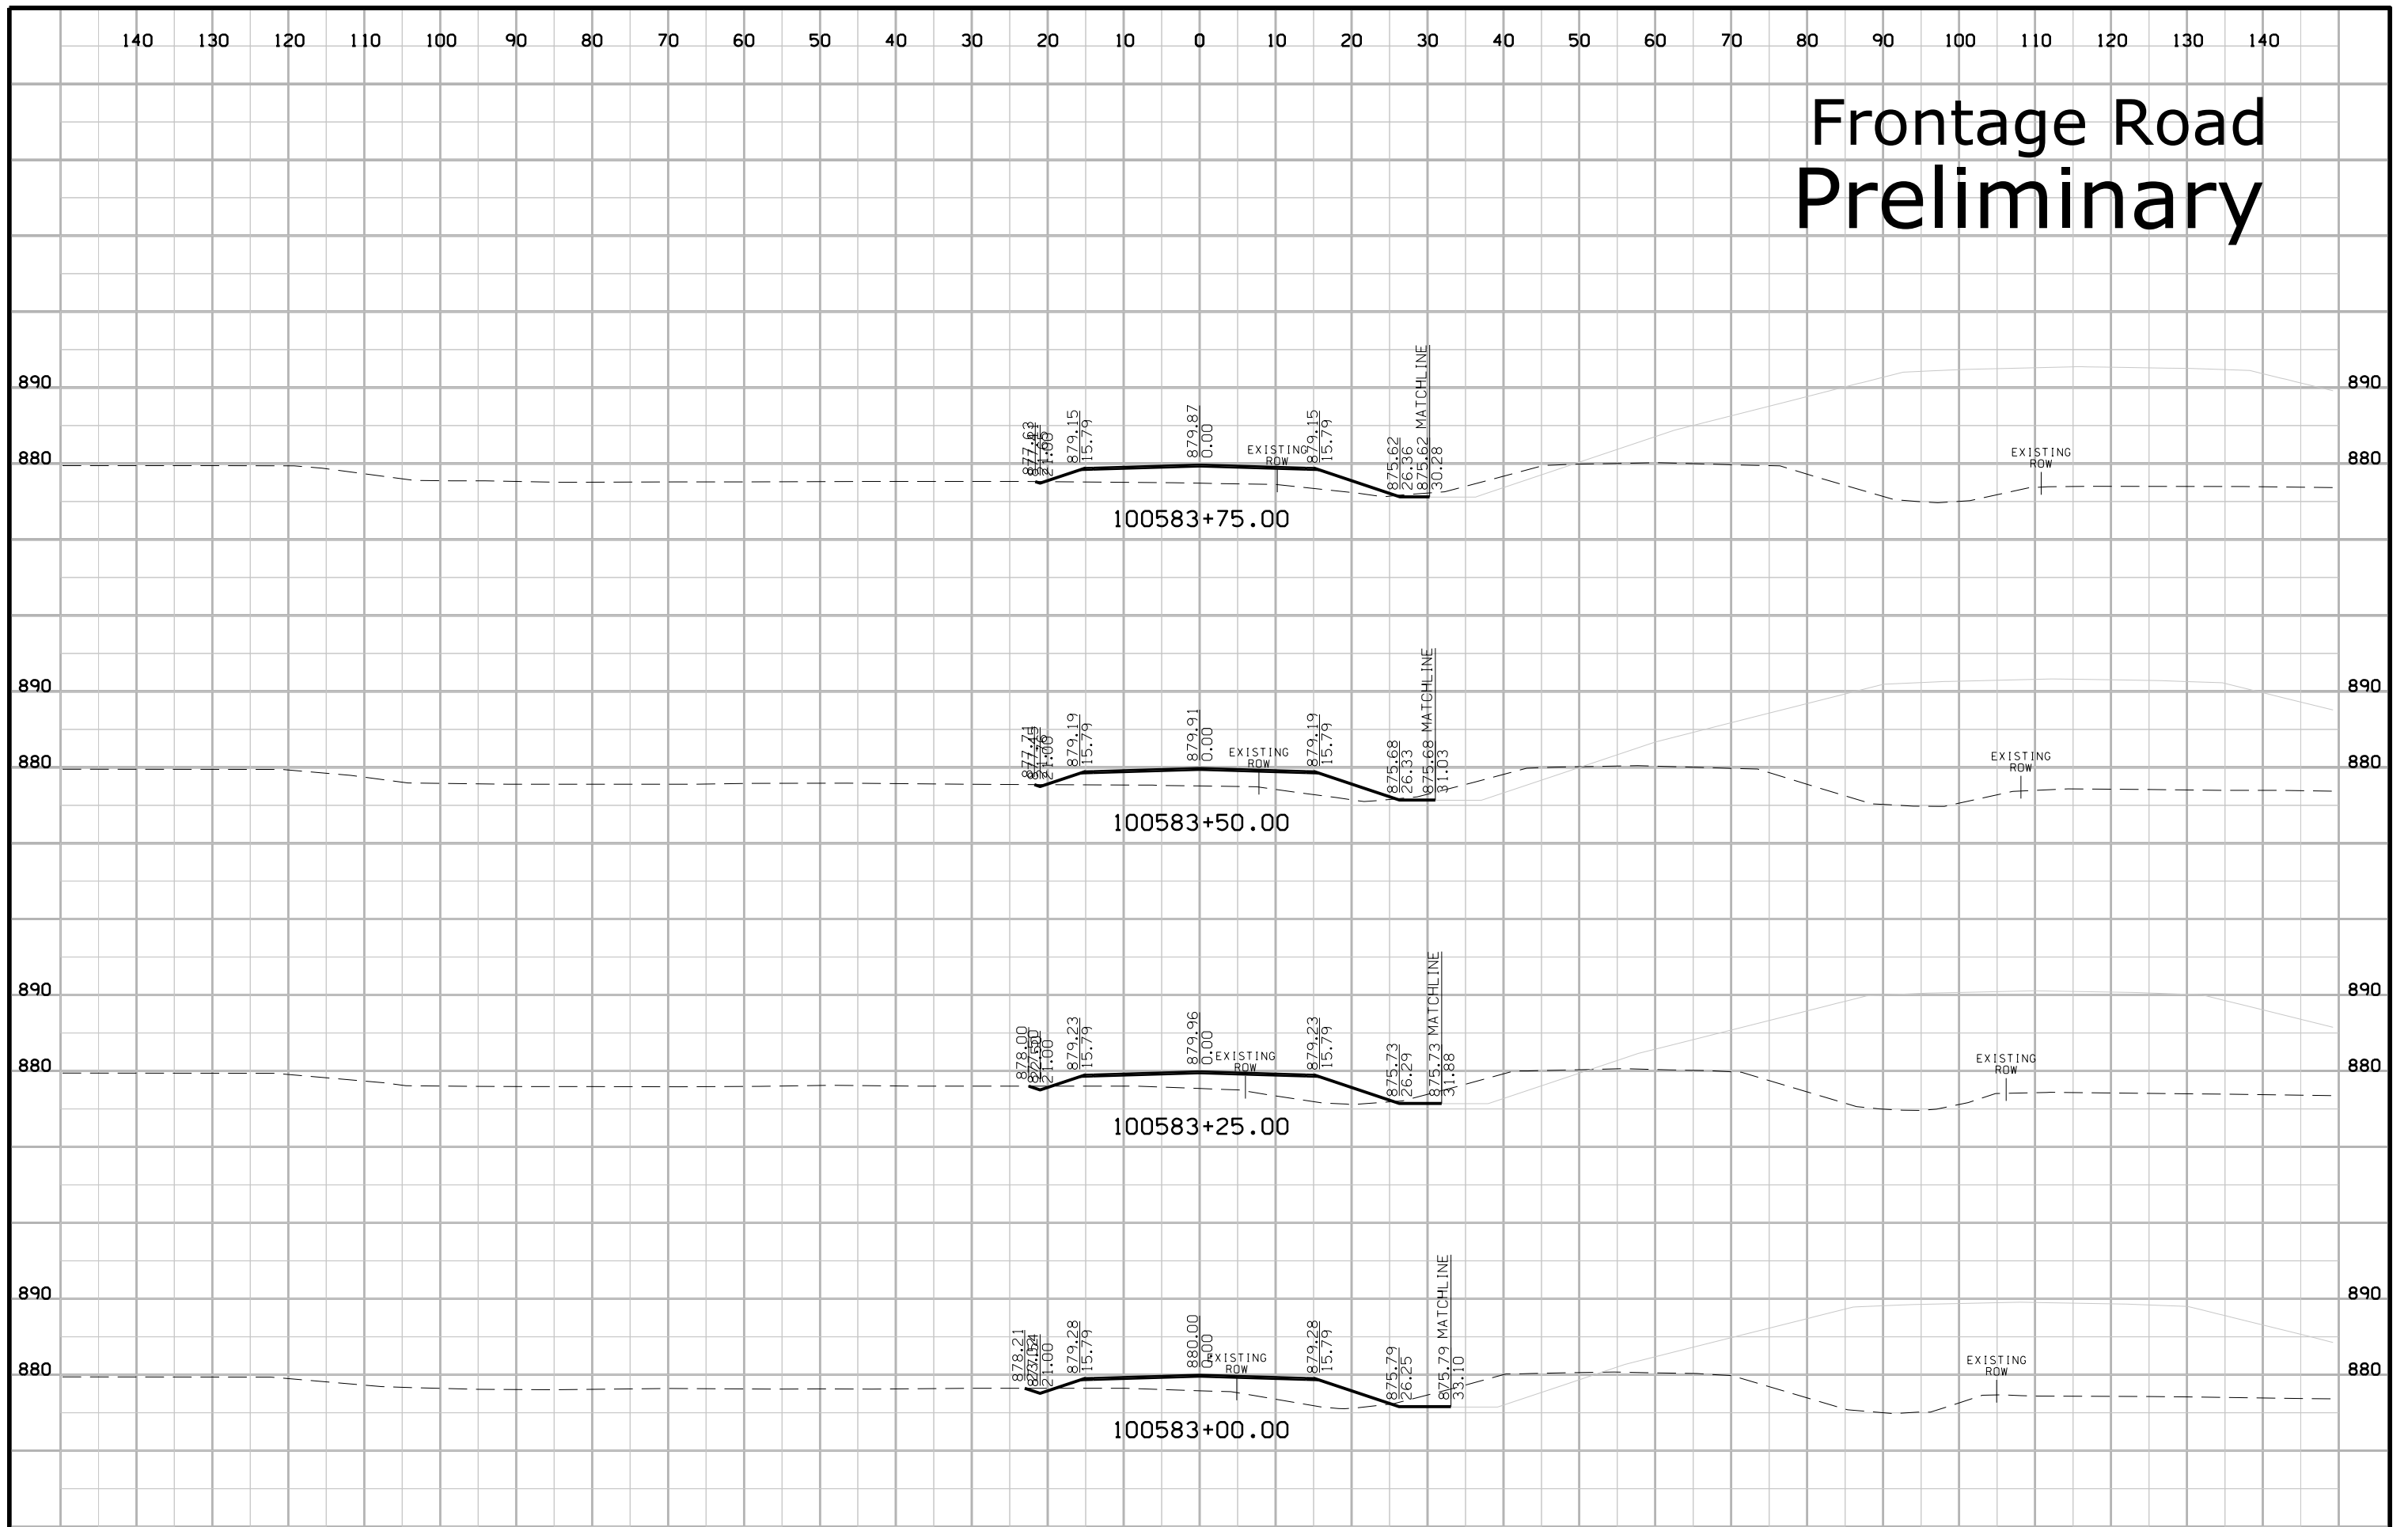 140 130 120 110 100 90 80 70 60 50 40 30 20 10 0 10 20 30 40 50 60 70 80 90 100 110 120 130 140
Frontage Road
Preliminary
890 890
880 880
877.63
21.00
879.15
15.79
879.87
0.00
EXISTING
ROW
879.15
15.79
875.62
26.36
875.62 MATCHLINE
30.28
EXISTING
ROW
100583+75.00
890 890
880 880
877.71
21.00
879.19
15.79
879.91
0.00
EXISTING
ROW
879.19
15.79
875.68
26.33
875.68 MATCHLINE
31.03
EXISTING
ROW
100583+50.00
890 890
880 880
878.00
21.00
879.23
15.79
879.96
0.00
EXISTING
ROW
879.23
15.79
875.73
26.29
875.73 MATCHLINE
31.88
EXISTING
ROW
100583+25.00
890 890
880 880
878.21
21.00
879.28
15.79
880.00
0.00
EXISTING
ROW
879.28
15.79
875.79
26.25
875.79 MATCHLINE
33.10
EXISTING
ROW
100583+00.00